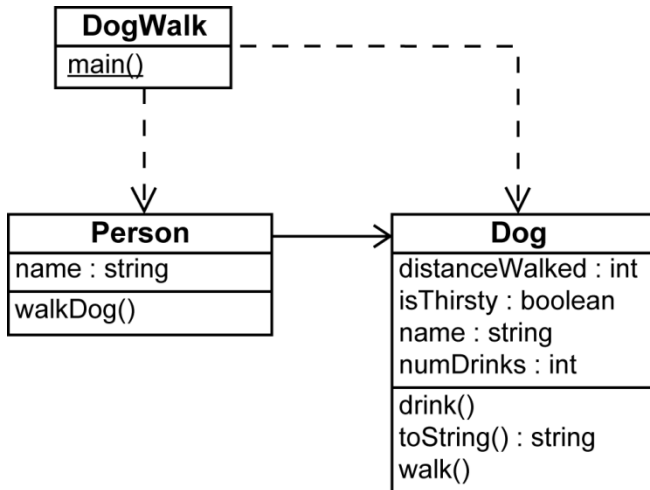 DogWalk
main()
Person
name : string
walkDog()
Dog
distanceWalked : int
isThirsty : boolean
name : string
numDrinks : int
drink()
toString() : string
walk()